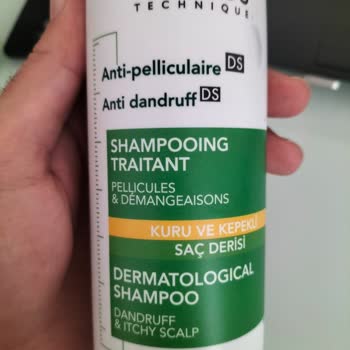 TECHNIQUE
Anti-pelliculaire DS
Anti dandruff DS
SHAMPOOING
TRAITANT
PELLICULES
& DÉMANGEAISONS
KURU VE KEPEKLİ
SAÇ DERİSİ
DERMATOLOGICAL
SHAMPOO
DANDRUFF
& ITCHY SCALP